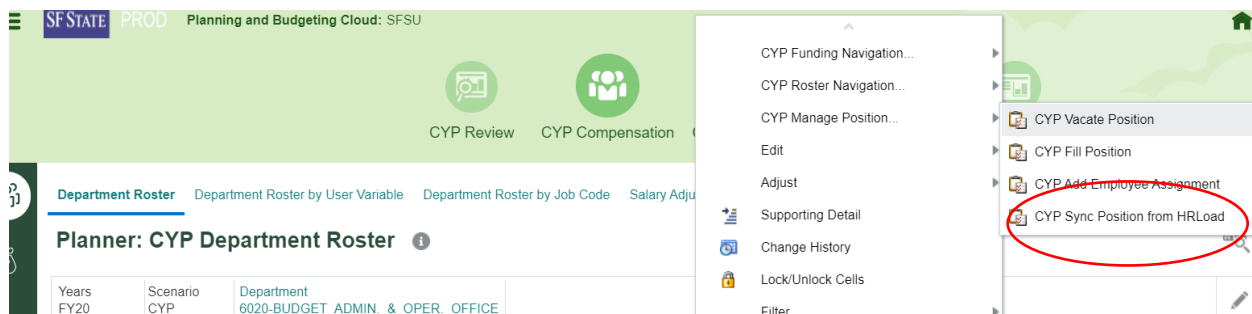 SF STATE PROD Planning and Budgeting Cloud: SFSU
CYP Review
CYP Compensation
Department Roster
Department Roster by User Variable
Department Roster by Job Code
Salary Adju
Planner: CYP Department Roster
Years
FY20
Scenario
CYP
Department
6020-BUDGET ADMIN. & OPER. OFFICE
CYP Funding Navigation...
CYP Roster Navigation...
CYP Manage Position...
Edit
Adjust
Supporting Detail
Change History
Lock/Unlock Cells
Filter
CYP Vacate Position
CYP Fill Position
CYP Add Employee Assignment
CYP Sync Position from HRLoad